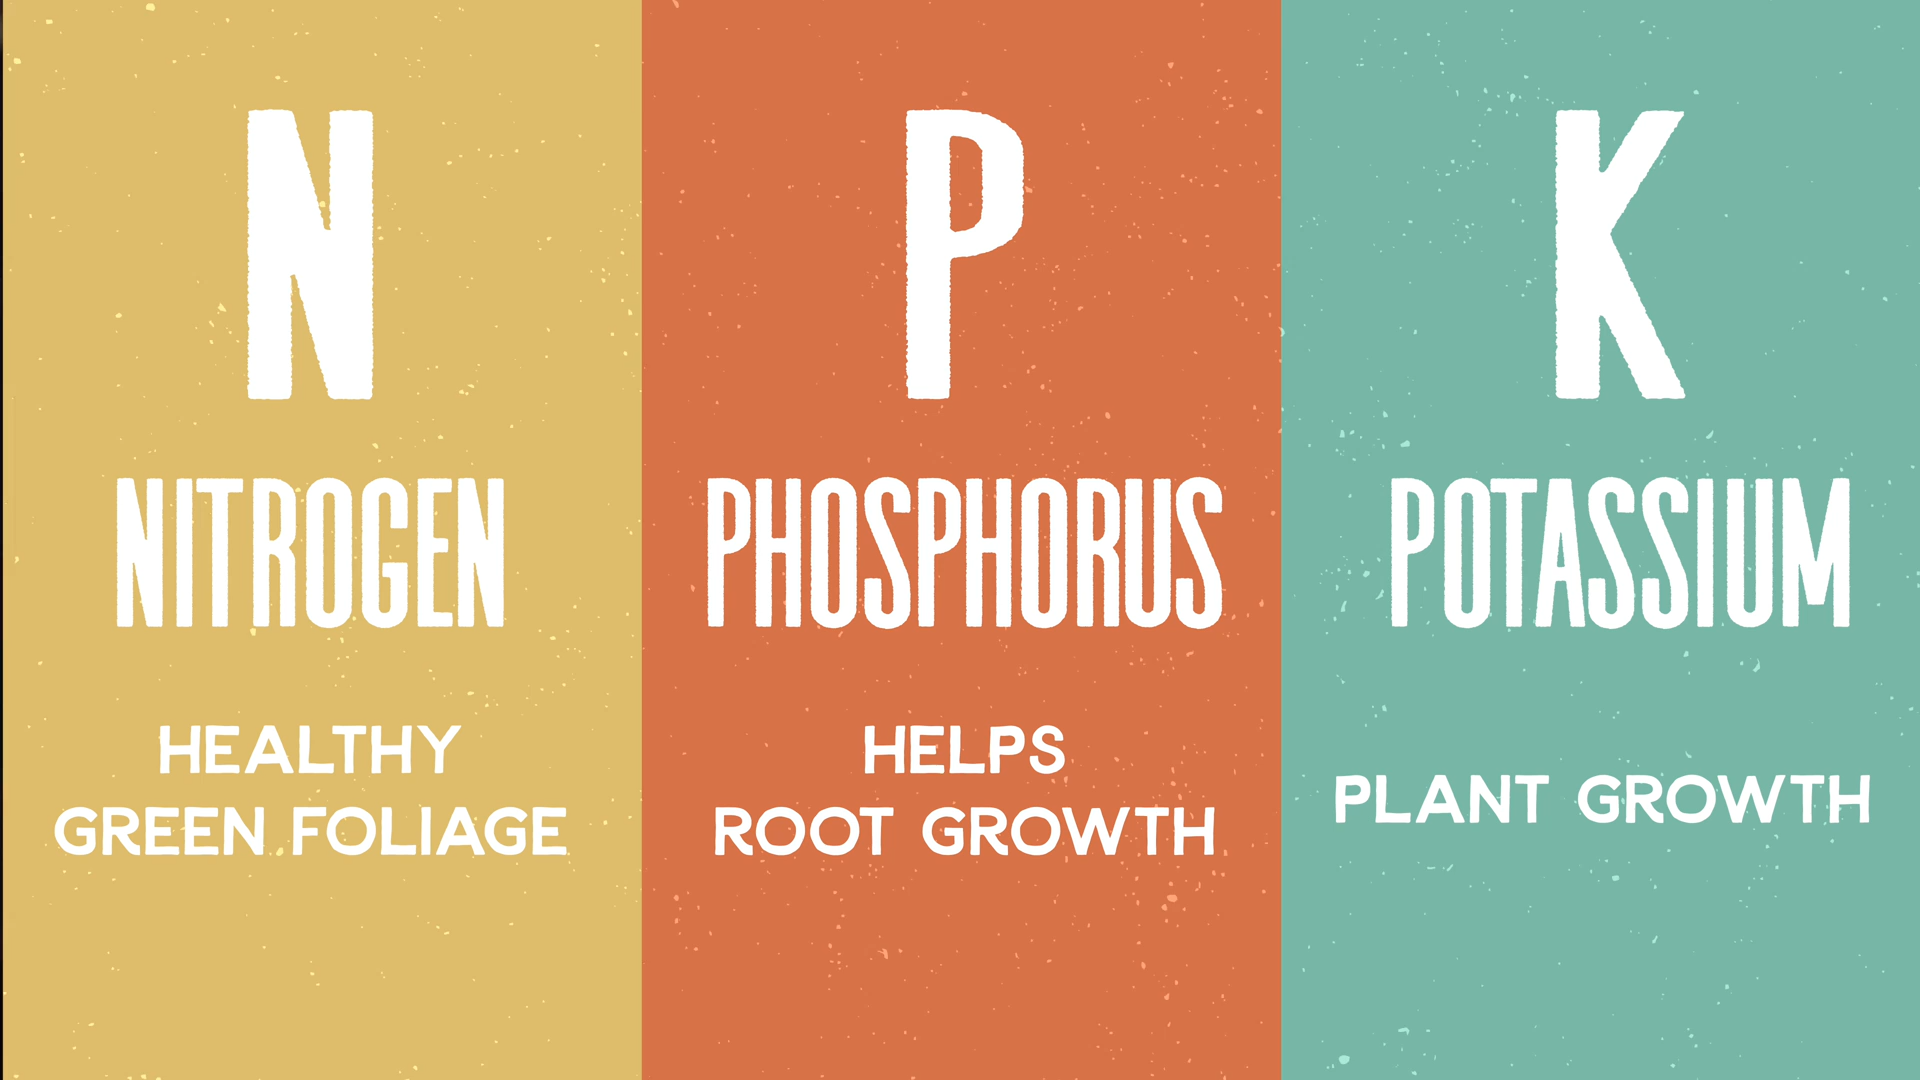 N
NITROGEN
HEALTHY
GREEN FOLIAGE
P
PHOSPHORUS
HELPS
ROOT GROWTH
K
POTASSIUM
PLANT GROWTH